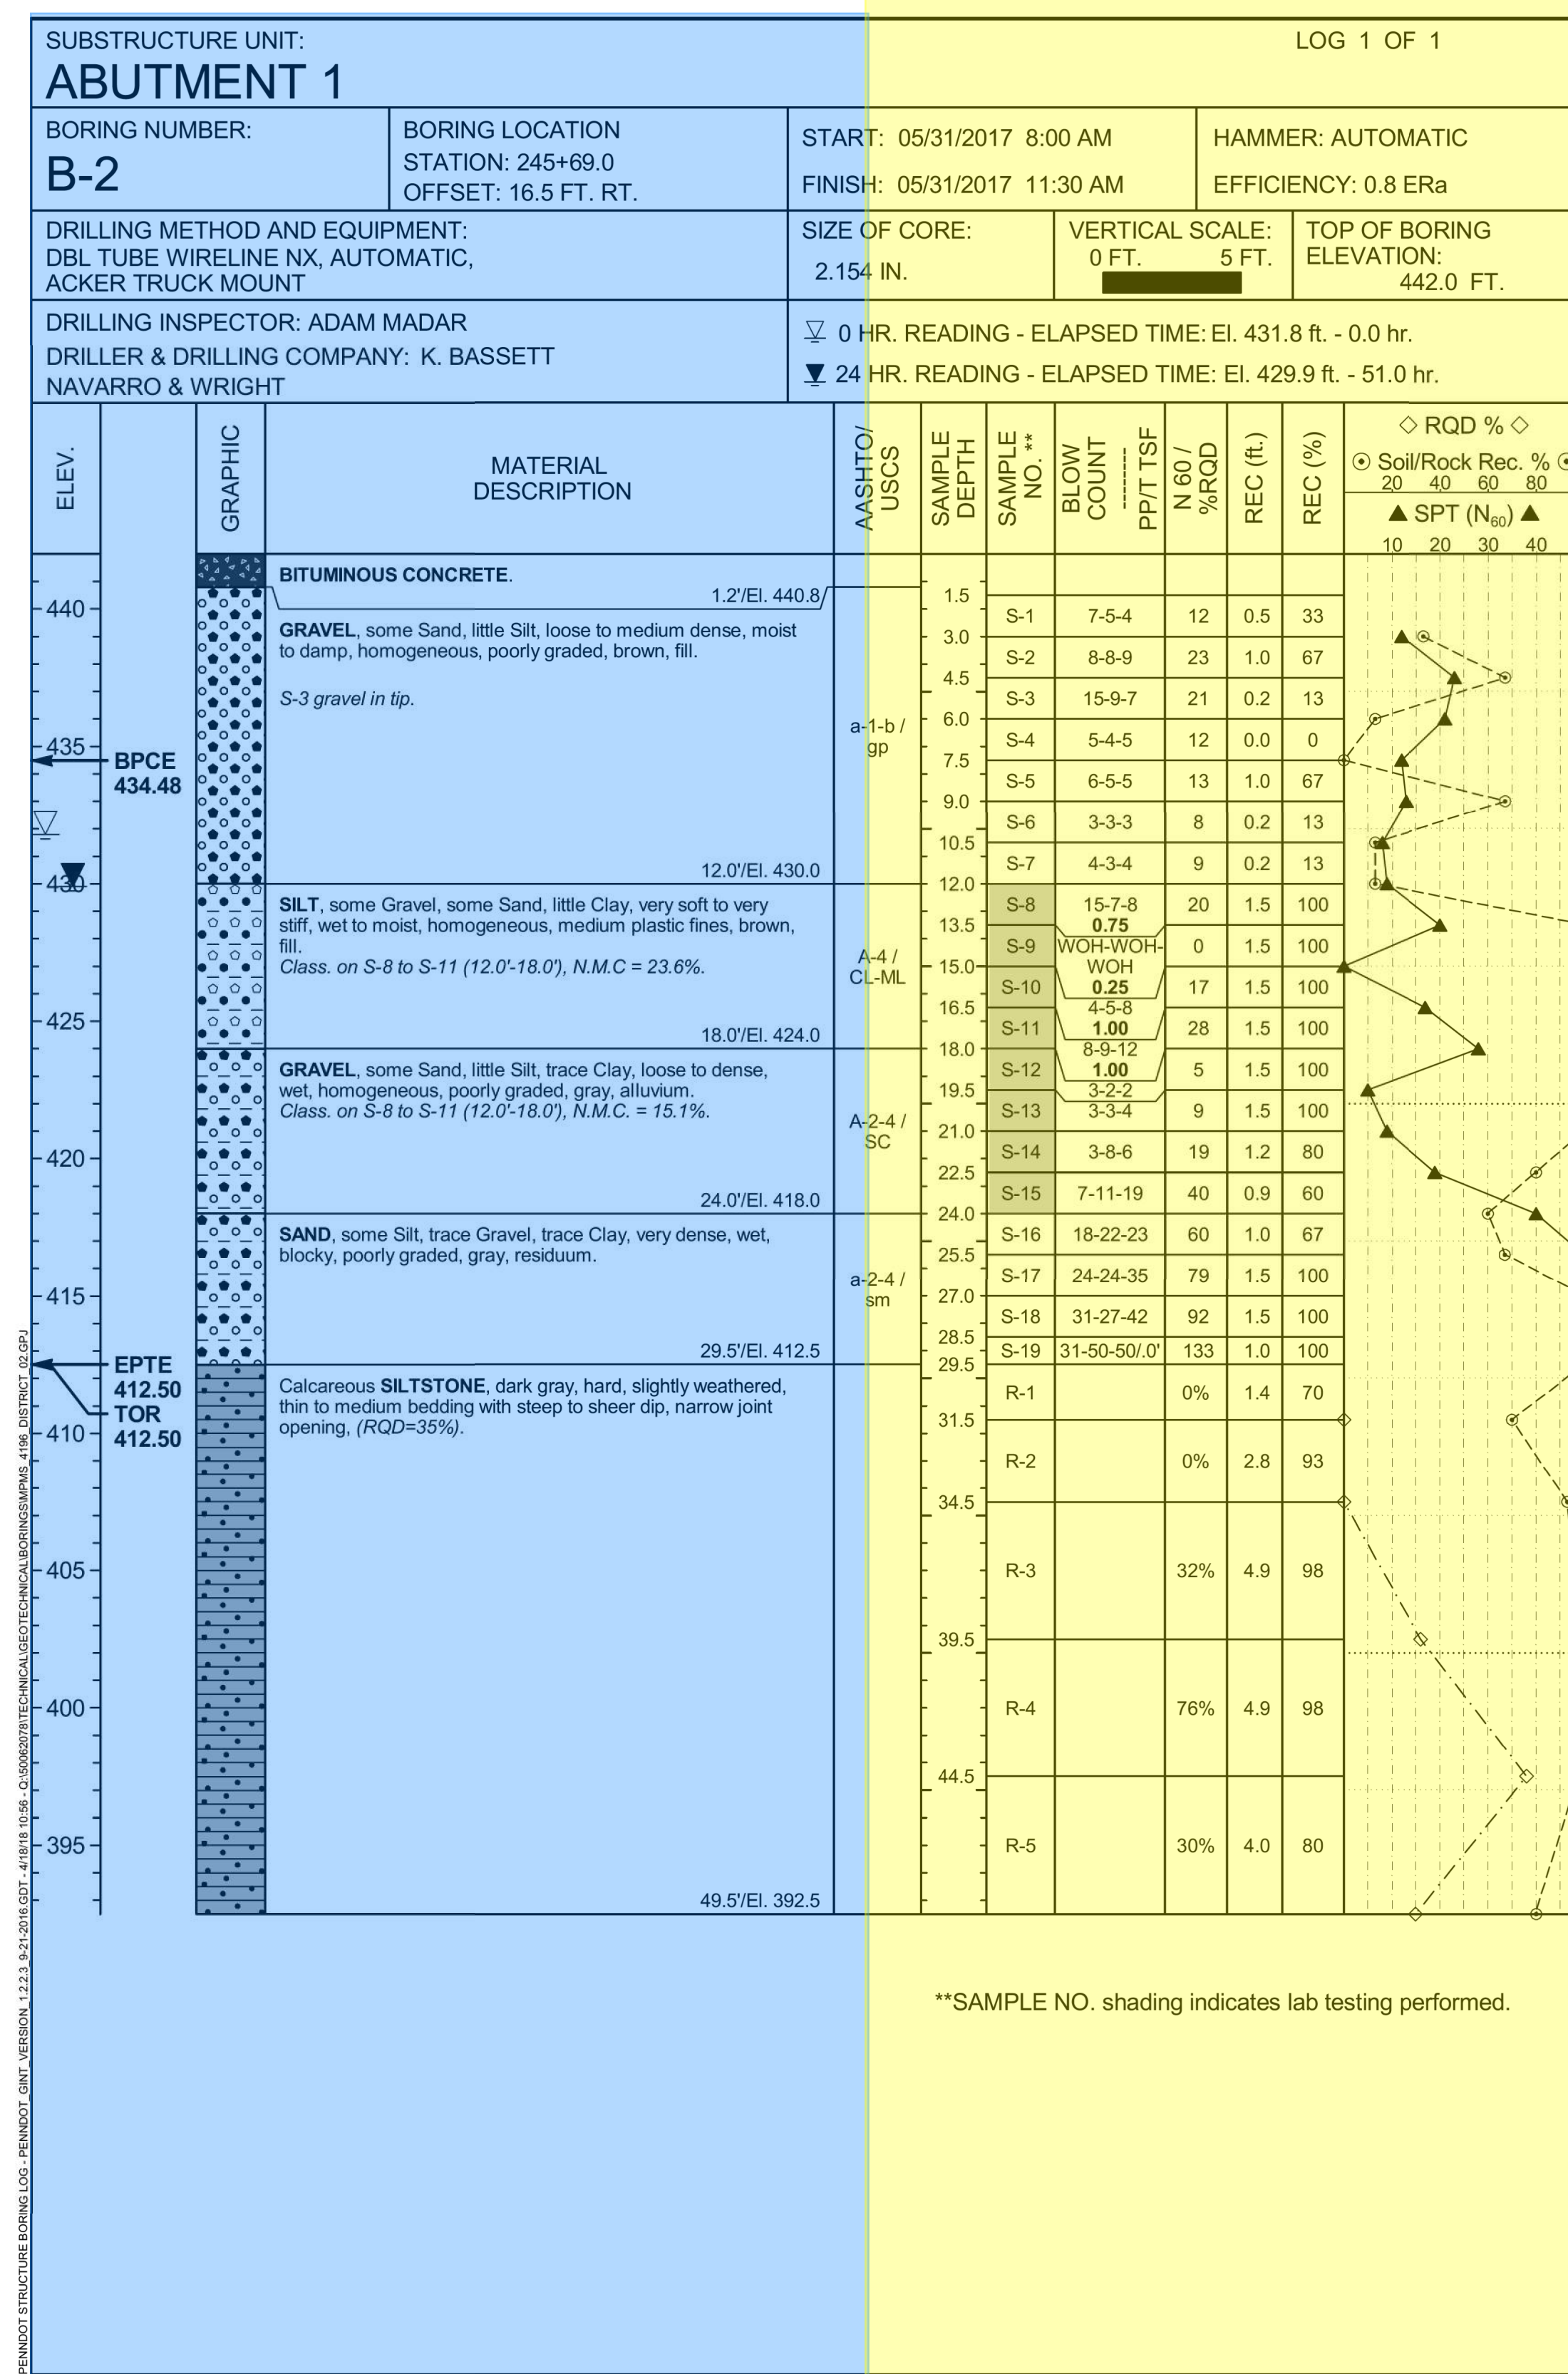 SUBSTRUCTURE UNIT:
ABUTMENT 1
LOG 1 OF 1
BORING NUMBER:
B-2
BORING LOCATION
STATION: 245+69.0
OFFSET: 16.5 FT. RT.
START: 05/31/2017 8:00 AM
FINISH: 05/31/2017 11:30 AM
HAMMER: AUTOMATIC
EFFICIENCY: 0.8 ERa
DRILLING METHOD AND EQUIPMENT:
DBL TUBE WIRELINE NX, AUTOMATIC,
ACKER TRUCK MOUNT
SIZE OF CORE:
2.154 IN.
VERTICAL SCALE:
0 FT. 5 FT.
TOP OF BORING
ELEVATION:
442.0 FT.
DRILLING INSPECTOR: ADAM MADAR
DRILLER & DRILLING COMPANY: K. BASSETT
NAVARRO & WRIGHT
0 HR. READING - ELAPSED TIME: El. 431.8 ft. - 0.0 hr.
24 HR. READING - ELAPSED TIME: El. 429.9 ft. - 51.0 hr.
ELEV.
GRAPHIC
MATERIAL
DESCRIPTION
AASHTO/
USCS
SAMPLE
DEPTH
SAMPLE
NO. **
BLOW
COUNT
---------
PP/T TSF
N 60 /
%RQD
REC (ft.)
REC (%)
RQD %
Soil/Rock Rec. %
20 40 60 80
SPT (N60)
10 20 30 40
440
435
430
425
420
415
410
405
400
395
BPCE
434.48
EPTE
412.50
TOR
412.50
BITUMINOUS CONCRETE.
1.2'/El. 440.8
GRAVEL, some Sand, little Silt, loose to medium dense, moist
to damp, homogeneous, poorly graded, brown, fill.
S-3 gravel in tip.
12.0'/El. 430.0
a-1-b /
gp
SILT, some Gravel, some Sand, little Clay, very soft to very
stiff, wet to moist, homogeneous, medium plastic fines, brown,
fill.
Class. on S-8 to S-11 (12.0'-18.0'), N.M.C = 23.6%.
18.0'/El. 424.0
A-4 /
CL-ML
GRAVEL, some Sand, little Silt, trace Clay, loose to dense,
wet, homogeneous, poorly graded, gray, alluvium.
Class. on S-8 to S-11 (12.0'-18.0'), N.M.C. = 15.1%.
24.0'/El. 418.0
A-2-4 /
SC
SAND, some Silt, trace Gravel, trace Clay, very dense, wet,
blocky, poorly graded, gray, residuum.
29.5'/El. 412.5
a-2-4 /
sm
Calcareous SILTSTONE, dark gray, hard, slightly weathered,
thin to medium bedding with steep to sheer dip, narrow joint
opening, (RQD=35%).
49.5'/El. 392.5
1.5
S-1 7-5-4 12 0.5 33
3.0
S-2 8-8-9 23 1.0 67
4.5
S-3 15-9-7 21 0.2 13
6.0
S-4 5-4-5 12 0.0 0
7.5
S-5 6-5-5 13 1.0 67
9.0
S-6 3-3-3 8 0.2 13
10.5
S-7 4-3-4 9 0.2 13
12.0
S-8 15-7-8 20 1.5 100
0.75
13.5
S-9 WOH-WOH- 0 1.5 100
WOH
15.0
S-10 0.25 17 1.5 100
4-5-8
16.5
S-11 1.00 28 1.5 100
8-9-12
18.0
S-12 1.00 5 1.5 100
3-2-2
19.5
S-13 3-3-4 9 1.5 100
21.0
S-14 3-8-6 19 1.2 80
22.5
S-15 7-11-19 40 0.9 60
24.0
S-16 18-22-23 60 1.0 67
25.5
S-17 24-24-35 79 1.5 100
27.0
S-18 31-27-42 92 1.5 100
28.5
S-19 31-50-50/.0' 133 1.0 100
29.5
R-1 0% 1.4 70
31.5
R-2 0% 2.8 93
34.5
R-3 32% 4.9 98
39.5
R-4 76% 4.9 98
44.5
R-5 30% 4.0 80
**SAMPLE NO. shading indicates lab testing performed.
PENNDOT STRUCTURE BORING LOG - PENNDOT_GINT_VERSION_1.2.2.3_9-21-2016.GDT - 4/18/18 10:56 - Q:\50062078\TECHNICAL\GEOTECHNICAL\BORINGS\MPMS_4196_DISTRICT_02.GPJ